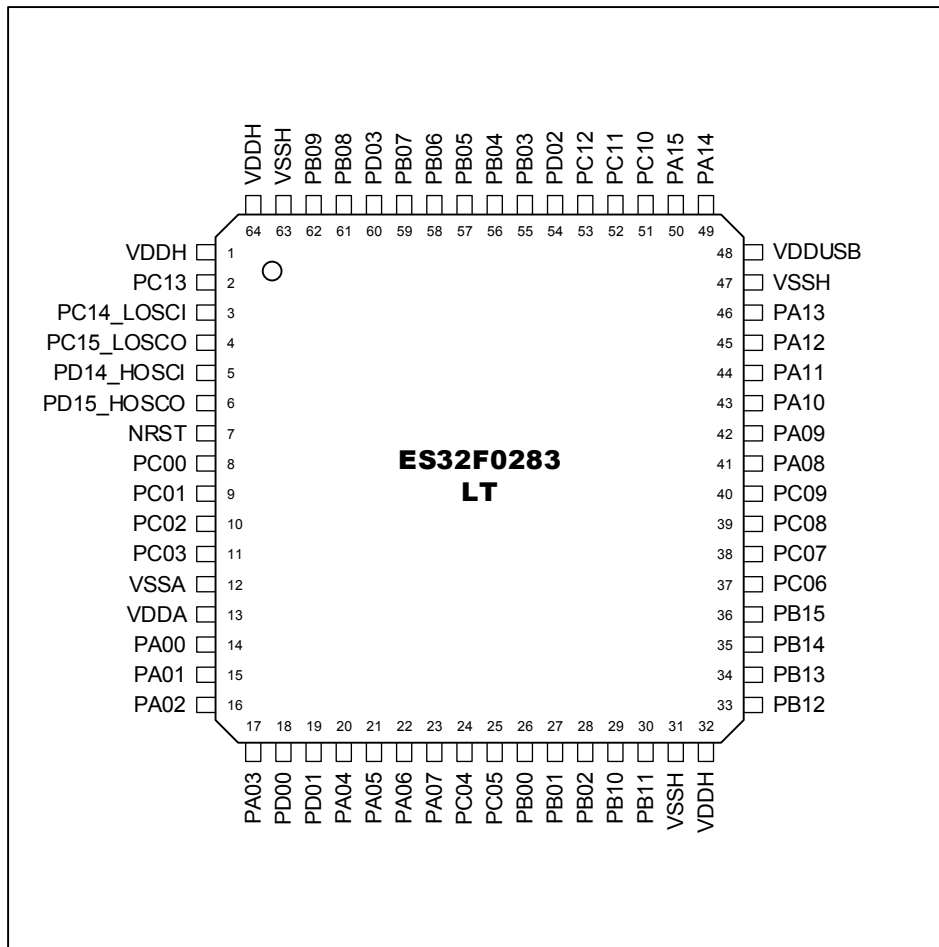 VDDH
VSSH
PB09
PB08
PD03
PB07
PB06
PB05
PB04
PB03
PD02
PC12
PC11
PC10
PA15
PA14
64 63 62 61 60 59 58 57 56 55 54 53 52 51 50 49
VDDH 1
PC13 2
PC14_LOSCI 3
PC15_LOSCO 4
PD14_HOSCI 5
PD15_HOSCO 6
NRST 7
PC00 8
PC01 9
PC02 10
PC03 11
VSSA 12
VDDA 13
PA00 14
PA01 15
PA02 16
ES32F0283
LT
48 VDDUSB
47 VSSH
46 PA13
45 PA12
44 PA11
43 PA10
42 PA09
41 PA08
40 PC09
39 PC08
38 PC07
37 PC06
36 PB15
35 PB14
34 PB13
33 PB12
17 18 19 20 21 22 23 24 25 26 27 28 29 30 31 32
PA03
PD00
PD01
PA04
PA05
PA06
PA07
PC04
PC05
PB00
PB01
PB02
PB10
PB11
VSSH
VDDH